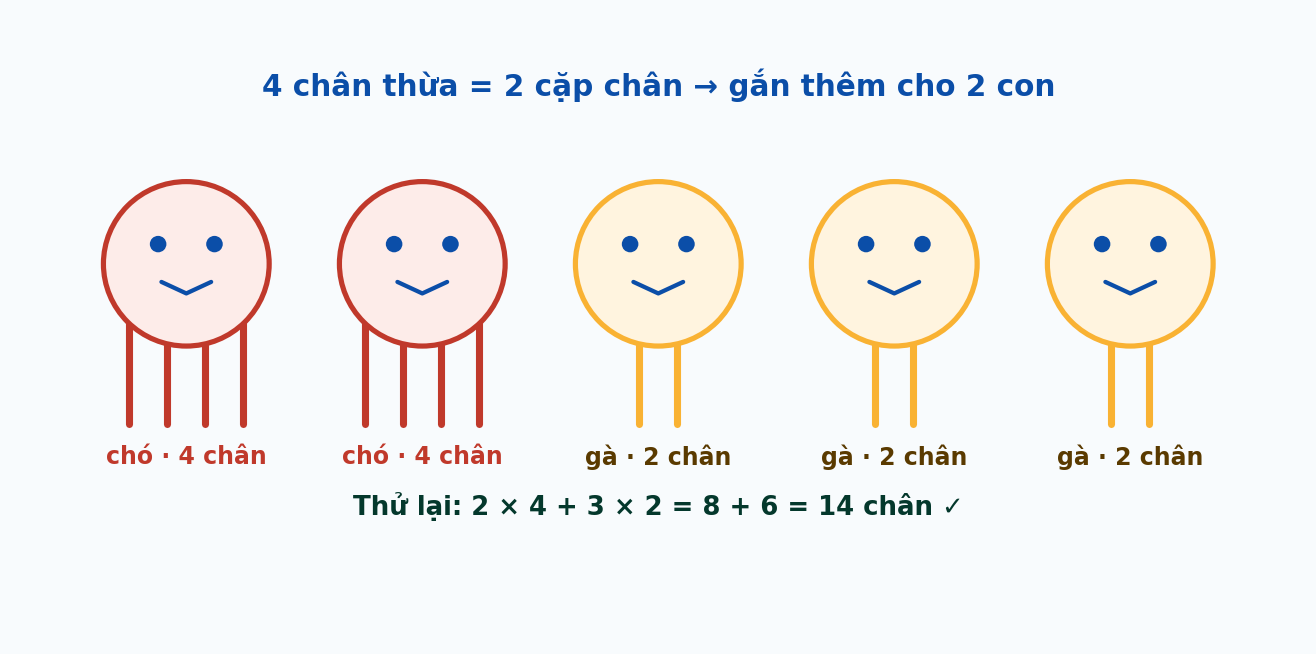 4 chân thừa = 2 cặp chân → gắn thêm cho 2 con
chó · 4 chân
chó · 4 chân
gà · 2 chân
gà · 2 chân
gà · 2 chân
Thử lại: 2 × 4 + 3 × 2 = 8 + 6 = 14 chân ✓